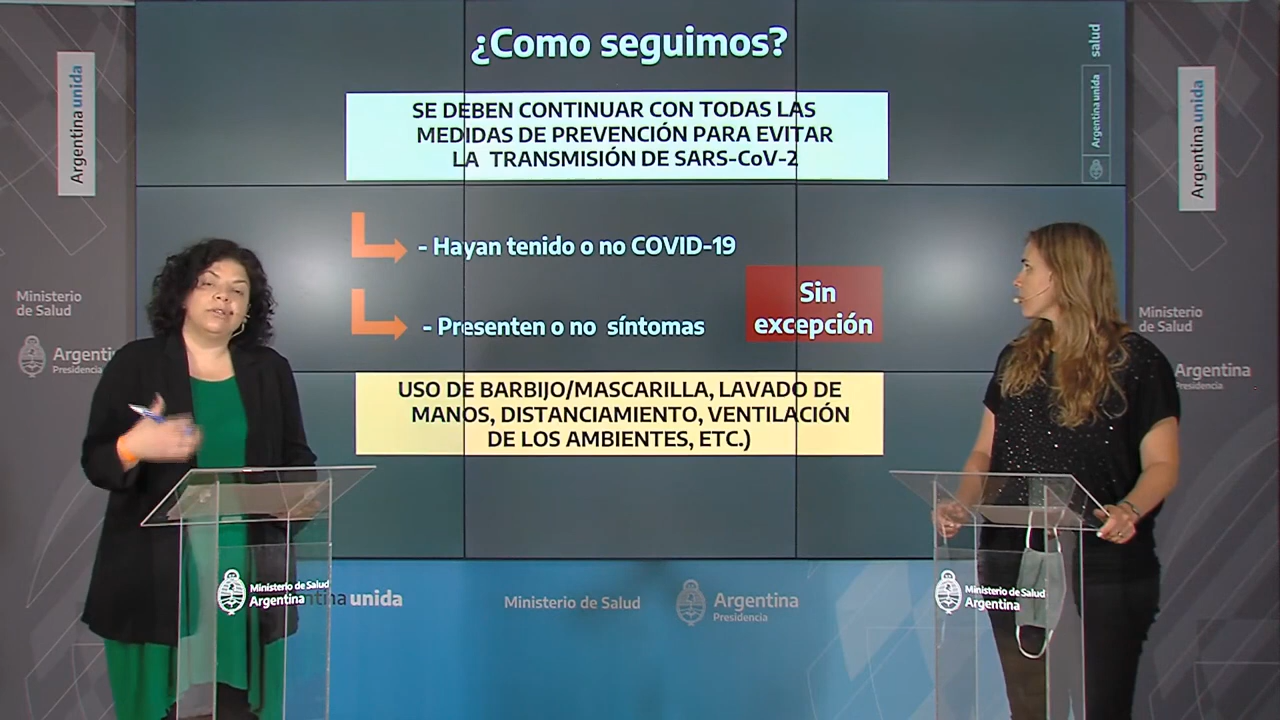 ¿Como seguimos?
SE DEBEN CONTINUAR CON TODAS LAS
MEDIDAS DE PREVENCIÓN PARA EVITAR
LA TRANSMISIÓN DE SARS-CoV-2
- Hayan tenido o no COVID-19
- Presenten o no síntomas
Sin
excepción
USO DE BARBIJO/MASCARILLA, LAVADO DE
MANOS, DISTANCIAMIENTO, VENTILACIÓN
DE LOS AMBIENTES, ETC.)
salud
Argentina unida
Argentina unida
Argentina unida
Ministerio
de Salud
Argenti
Presidencia
Ministerio
de Salud
Argentina
Presidencia
Ministerio de Salud
Argentina
ntina unida
Ministerio de Salud
Argentina
Presidencia
Ministerio de Salud
Argentina